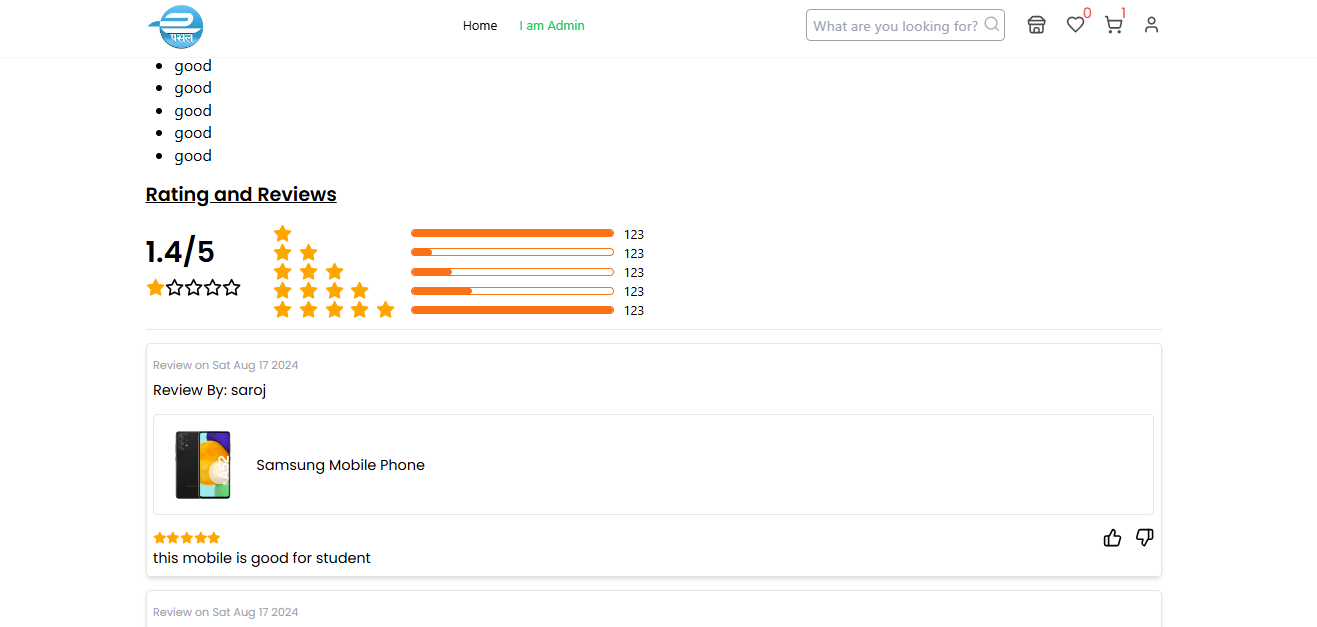 पसल
Home
I am Admin
What are you looking for?
0
1
good
good
good
good
good
Rating and Reviews
1.4/5
123
123
123
123
123
Review on Sat Aug 17 2024
Review By: saroj
Samsung Mobile Phone
this mobile is good for student
Review on Sat Aug 17 2024